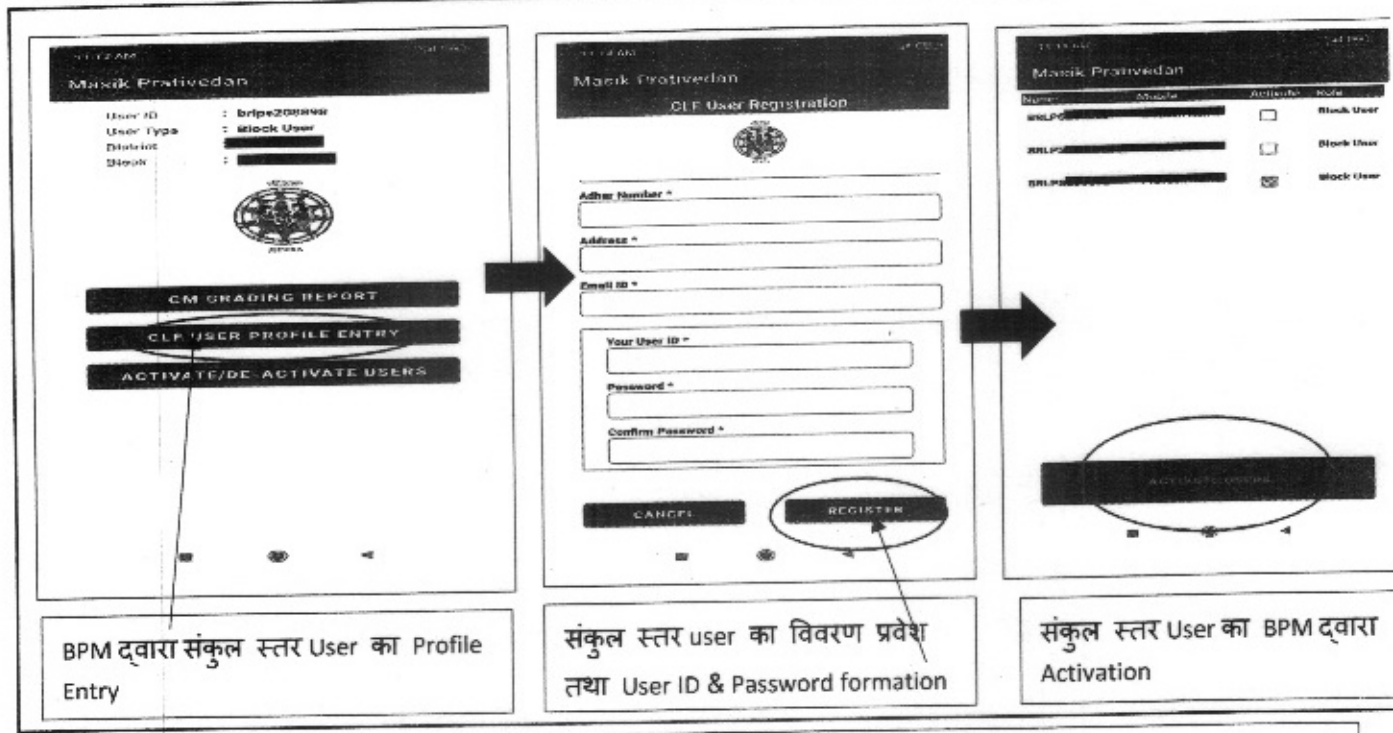 Masik Prativedan
User ID : brlps208898
User Type : Block User
District :
Block :
CM GRADING REPORT
CLF USER PROFILE ENTRY
ACTIVATE/DE-ACTIVATE USERS
BPM द्वारा संकुल स्तर User का Profile
Entry
Masik Prativedan
CLF User Registration
Adhar Number *
Address *
Email ID *
Your User ID *
Password *
Confirm Password *
CANCEL
REGISTER
संकुल स्तर user का विवरण प्रवेश
तथा User ID & Password formation
Masik Prativedan
Name Mobile Activate Role
Block User
Block User
Block User
संकुल स्तर User का BPM द्वारा
Activation